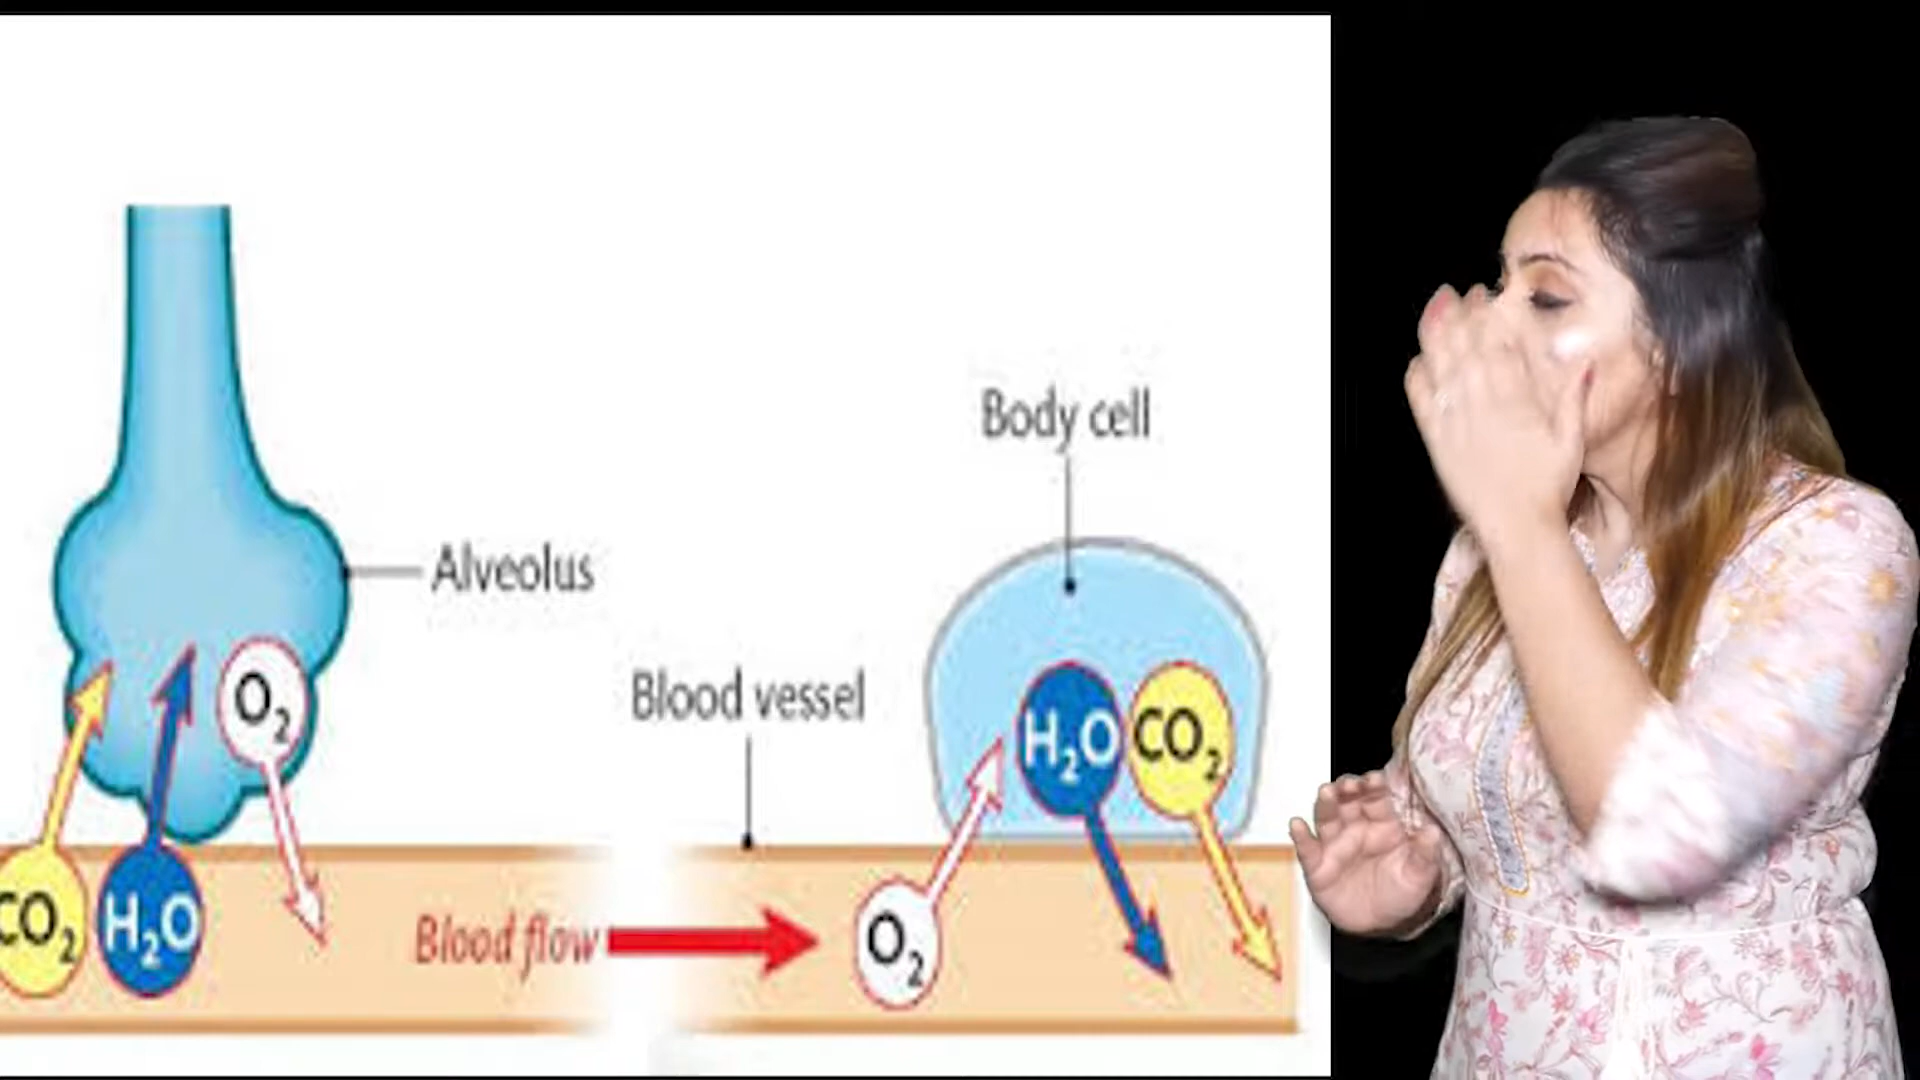 Body cell
Alveolus
Blood vessel
O₂
H₂O
CO₂
CO₂
H₂O
Blood flow
O₂